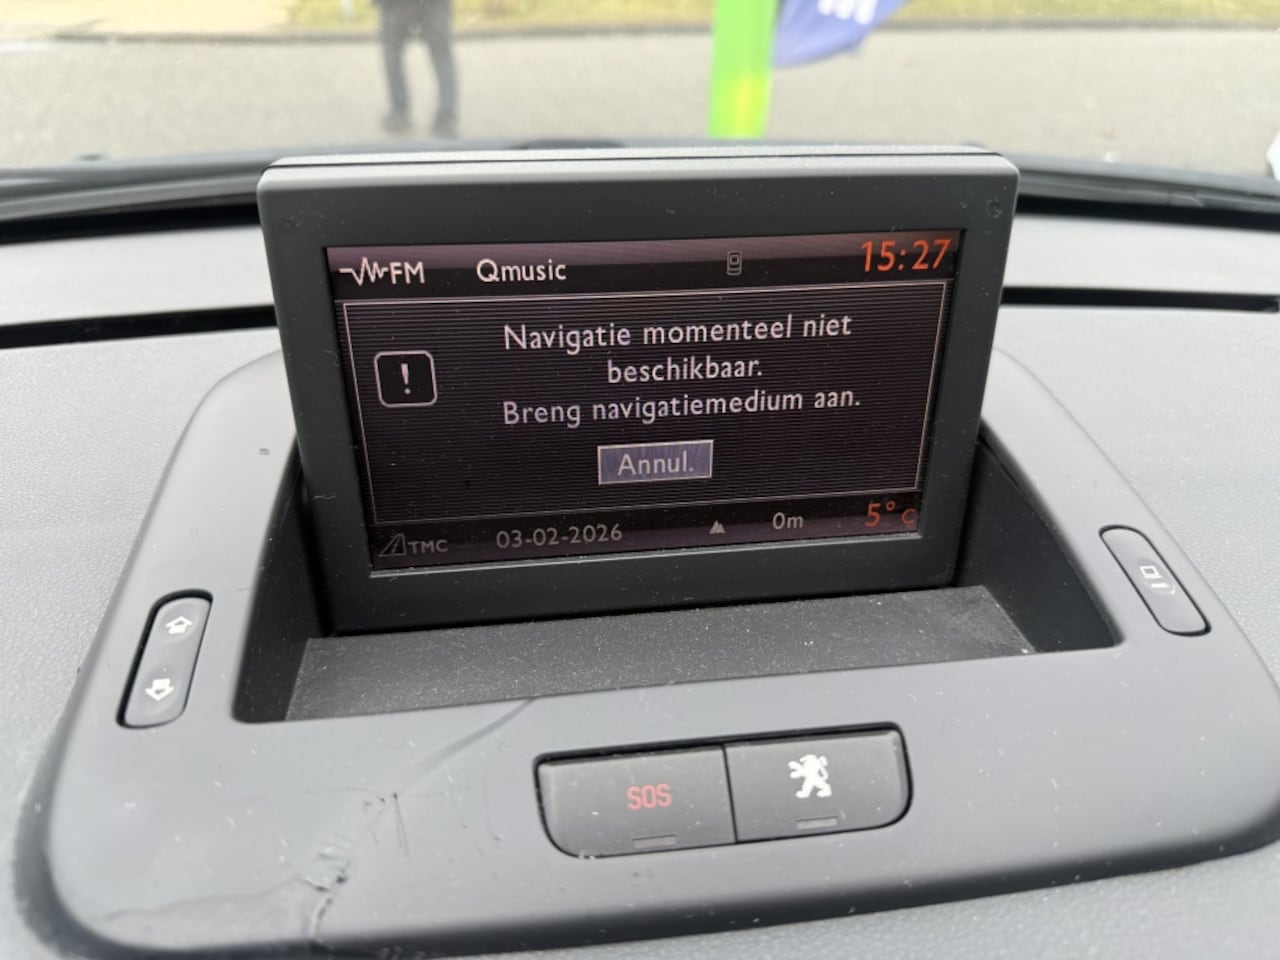 FM Qmusic 15:27
Navigatie momenteel niet
beschikbaar.
Breng navigatiemedium aan.
!
Annul.
TMC 03-02-2026 0m 5°C
SOS